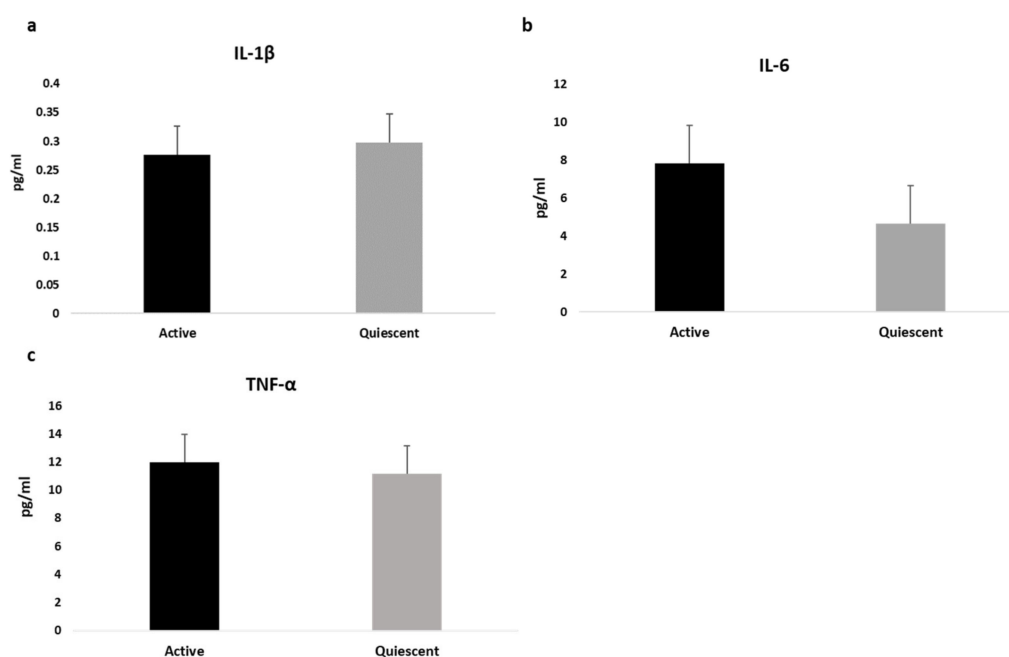 a
IL-1β
0.4
0.35
0.3
0.25
0.2
0.15
0.1
0.05
0
pg/ml
Active Quiescent
b
IL-6
12
10
8
6
4
2
0
pg/ml
Active Quiescent
c
TNF-α
16
14
12
10
8
6
4
2
0
pg/ml
Active Quiescent